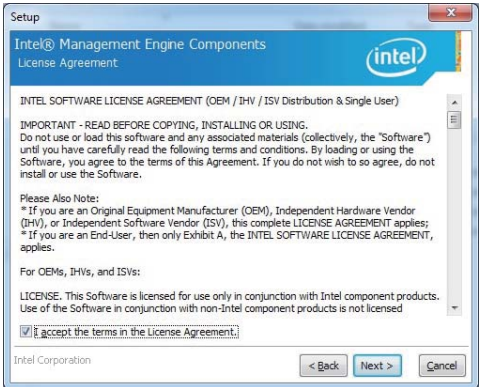 Setup
Intel® Management Engine Components
License Agreement
intel
INTEL SOFTWARE LICENSE AGREEMENT (OEM / IHV / ISV Distribution & Single User)
IMPORTANT - READ BEFORE COPYING, INSTALLING OR USING.
Do not use or load this software and any associated materials (collectively, the "Software")
until you have carefully read the following terms and conditions. By loading or using the
Software, you agree to the terms of this Agreement. If you do not wish to so agree, do not
install or use the Software.
Please Also Note:
* If you are an Original Equipment Manufacturer (OEM), Independent Hardware Vendor
(IHV), or Independent Software Vendor (ISV), this complete LICENSE AGREEMENT applies;
* If you are an End-User, then only Exhibit A, the INTEL SOFTWARE LICENSE AGREEMENT,
applies.
For OEMs, IHVs, and ISVs:
LICENSE. This Software is licensed for use only in conjunction with Intel component products.
Use of the Software in conjunction with non-Intel component products is not licensed
I accept the terms in the License Agreement.
Intel Corporation
< Back
Next >
Cancel